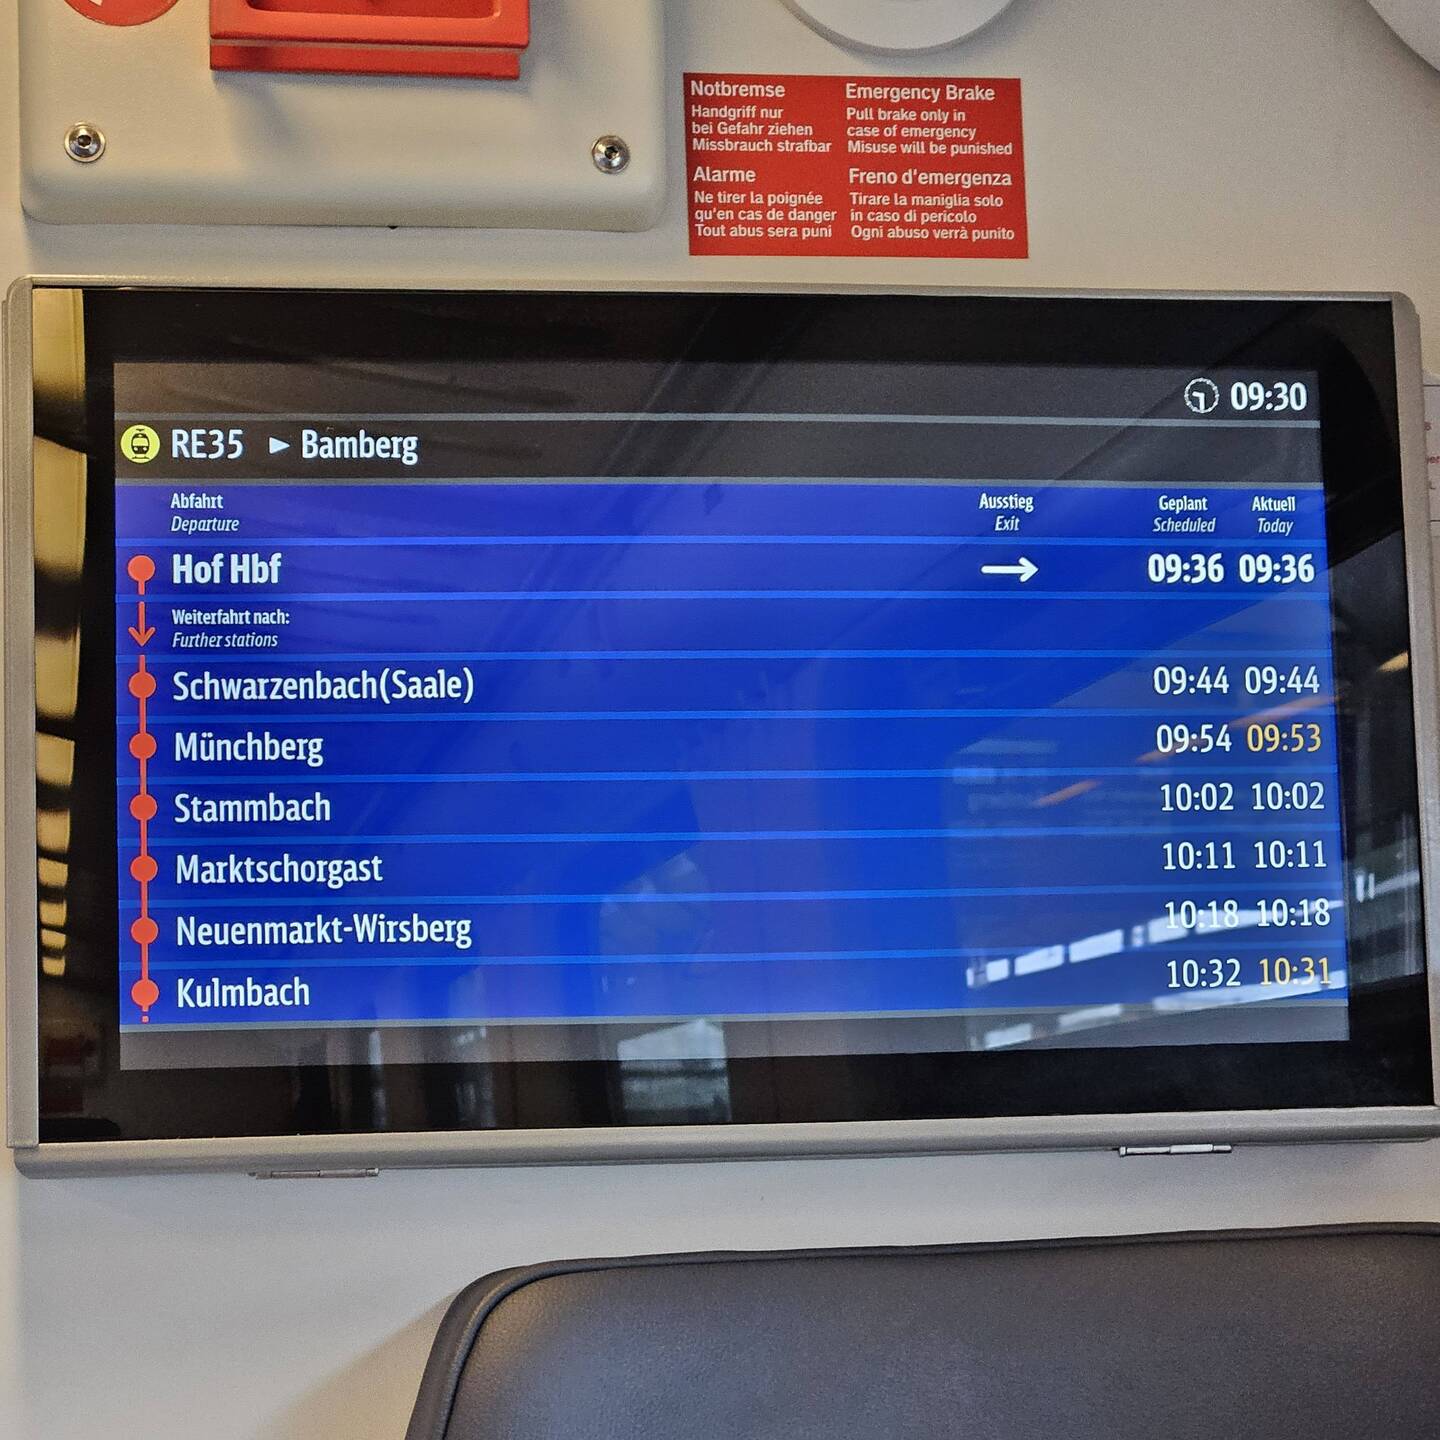 Notbremse
Handgriff nur
bei Gefahr ziehen
Missbrauch strafbar
Emergency Brake
Pull brake only in
case of emergency
Misuse will be punished
Alarme
Ne tirer la poignée
qu'en cas de danger
Tout abus sera puni
Freno d'emergenza
Tirare la maniglia solo
in caso di pericolo
Ogni abuso verrà punito
09:30
RE35 ► Bamberg
Abfahrt Ausstieg Geplant Aktuell
Departure Exit Scheduled Today
Hof Hbf → 09:36 09:36
Weiterfahrt nach:
Further stations
Schwarzenbach(Saale) 09:44 09:44
Münchberg 09:54 09:53
Stammbach 10:02 10:02
Marktschorgast 10:11 10:11
Neuenmarkt-Wirsberg 10:18 10:18
Kulmbach 10:32 10:31